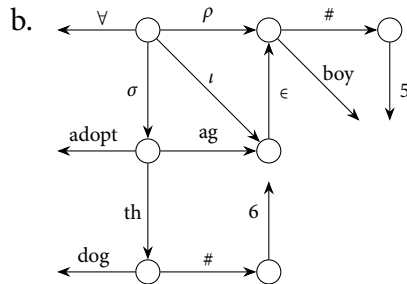 b.
∀ ρ #
σ ι ∈ boy 5
adopt ag
th 6
dog #